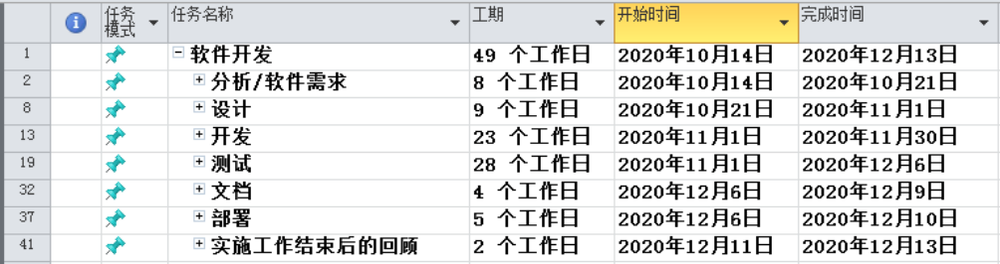 任务模式 任务名称 工期 开始时间 完成时间
1 软件开发 49 个工作日 2020年10月14日 2020年12月13日
2 分析/软件需求 8 个工作日 2020年10月14日 2020年10月21日
8 设计 9 个工作日 2020年10月21日 2020年11月1日
13 开发 23 个工作日 2020年11月1日 2020年11月30日
19 测试 28 个工作日 2020年11月1日 2020年12月6日
32 文档 4 个工作日 2020年12月6日 2020年12月9日
37 部署 5 个工作日 2020年12月6日 2020年12月10日
41 实施工作结束后的回顾 2 个工作日 2020年12月11日 2020年12月13日